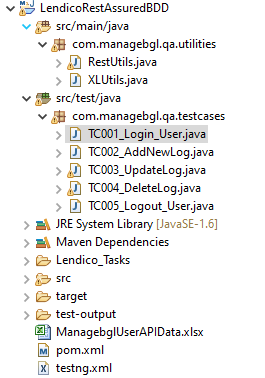 LendicoRestAssuredBDD
src/main/java
com.managebgl.qa.utilities
RestUtils.java
XLUtils.java
src/test/java
com.managebgl.qa.testcases
TC001_Login_User.java
TC002_AddNewLog.java
TC003_UpdateLog.java
TC004_DeleteLog.java
TC005_Logout_User.java
JRE System Library [JavaSE-1.6]
Maven Dependencies
Lendico_Tasks
src
target
test-output
ManagebglUserAPIData.xlsx
pom.xml
testng.xml